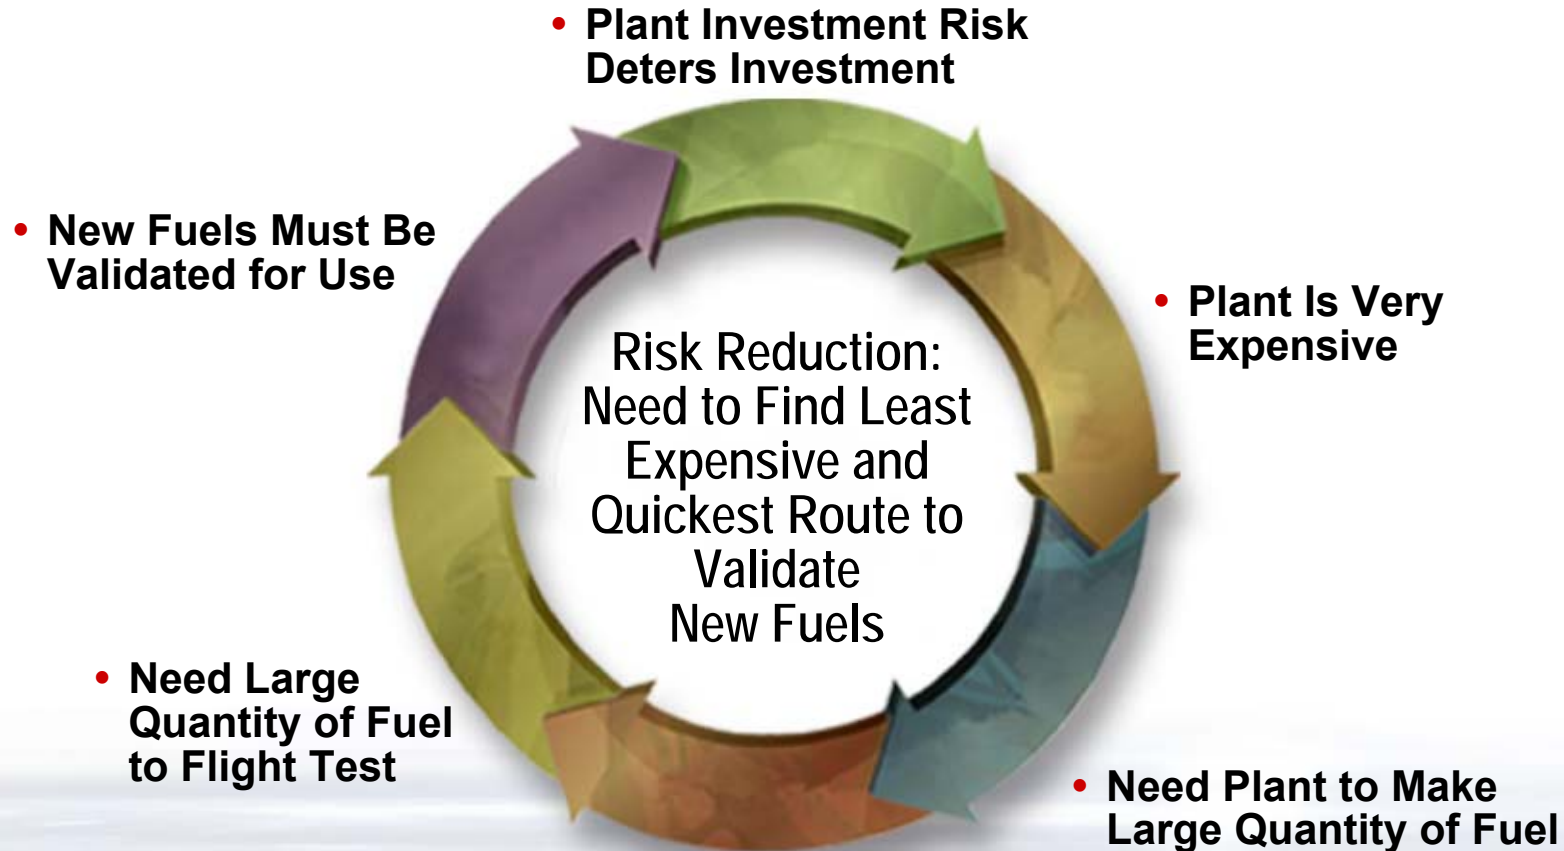 • Plant Investment Risk
Deters Investment
• New Fuels Must Be
Validated for Use
• Plant Is Very
Expensive
Risk Reduction:
Need to Find Least
Expensive and
Quickest Route to
Validate
New Fuels
• Need Large
Quantity of Fuel
to Flight Test
• Need Plant to Make
Large Quantity of Fuel